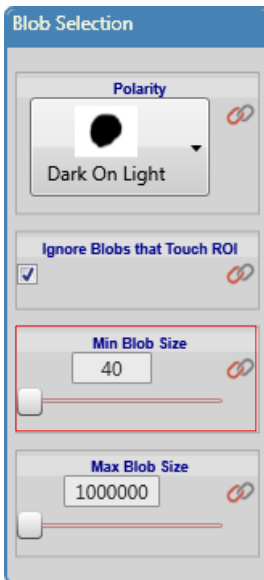 Blob Selection
Polarity
Dark On Light
Ignore Blobs that Touch ROI
Min Blob Size
40
Max Blob Size
1000000